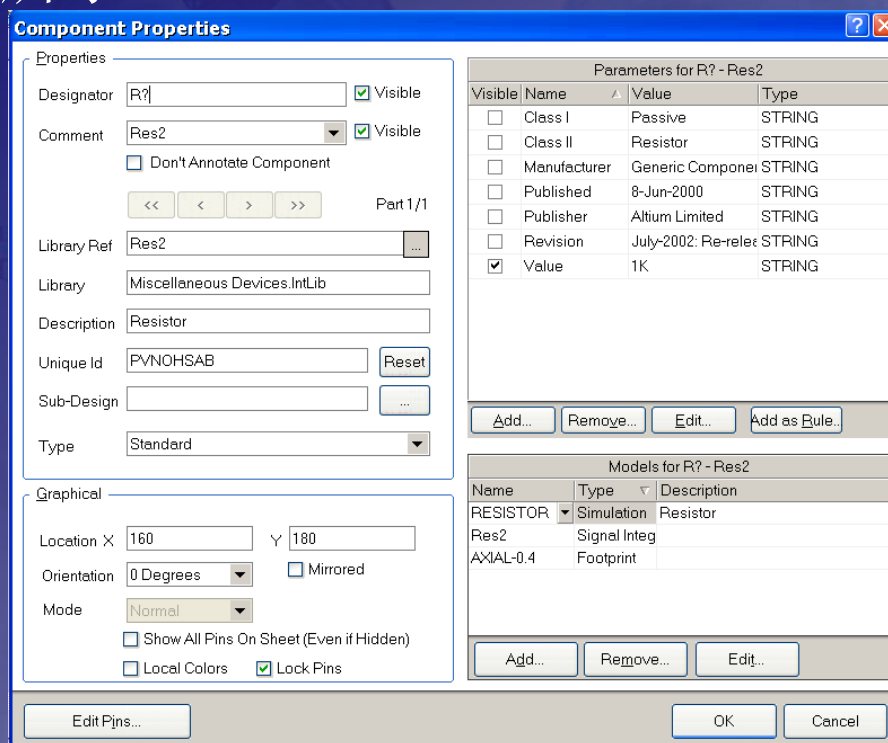 Component Properties
Properties
Designator R? Visible
Comment Res2 Visible
Don't Annotate Component
<< < > >> Part 1/1
Library Ref Res2 ...
Library Miscellaneous Devices.IntLib
Description Resistor
Unique Id PVNOHSAB Reset
Sub-Design ...
Type Standard
Graphical
Location X 160 Y 180
Orientation 0 Degrees Mirrored
Mode Normal
Show All Pins On Sheet (Even if Hidden)
Local Colors Lock Pins
Parameters for R? - Res2
Visible Name Value Type
Class I Passive STRING
Class II Resistor STRING
Manufacturer Generic Componen STRING
Published 8-Jun-2000 STRING
Publisher Altium Limited STRING
Revision July-2002: Re-relea STRING
Value 1K STRING
Add... Remove... Edit... Add as Rule..
Models for R? - Res2
Name Type Description
RESISTOR Simulation Resistor
Res2 Signal Integ
AXIAL-0.4 Footprint
Add... Remove... Edit...
Edit Pins... OK Cancel